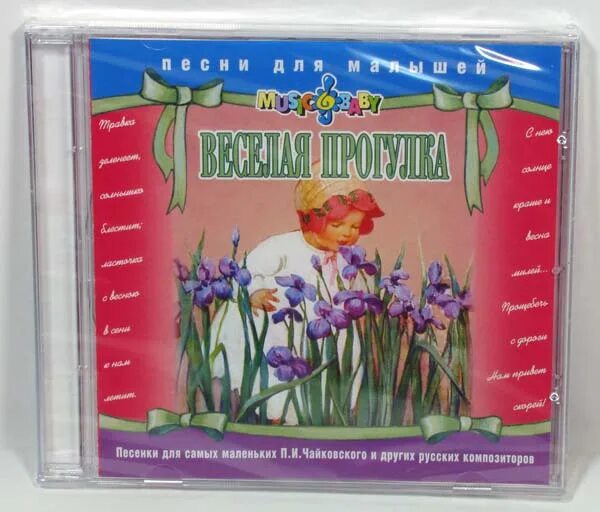 песни для малышей
MUSIC BABY
ВЕСЕЛАЯ ПРОГУЛКА
Травка
зеленеет,
солнышко
блестит;
ласточка
с весною
в сени
к нам
летит.
С нею
солнце
краше и
весна
милей...
Прощебечь
с дороги
Нам привет
скорей!
Песенки для самых маленьких П.И.Чайковского и других русских композиторов